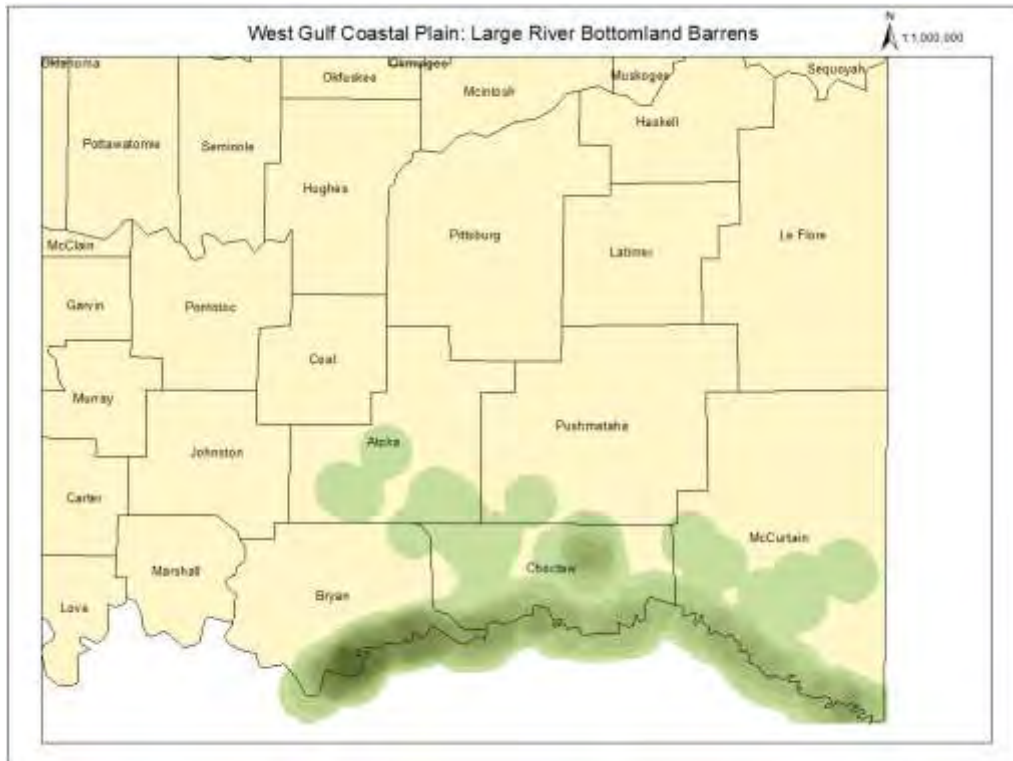 West Gulf Coastal Plain: Large River Bottomland Barrens
N
1:1,000,000
Oklahoma
Okfuskee
Okmulgee
Muskogee
Sequoyah
McIntosh
Haskell
Pottawatomie
Seminole
Hughes
Pittsburg
Latimer
Le Flore
McClain
Garvin
Pontotoc
Coal
Murray
Johnston
Atoka
Pushmataha
Carter
McCurtain
Marshall
Choctaw
Bryan
Love